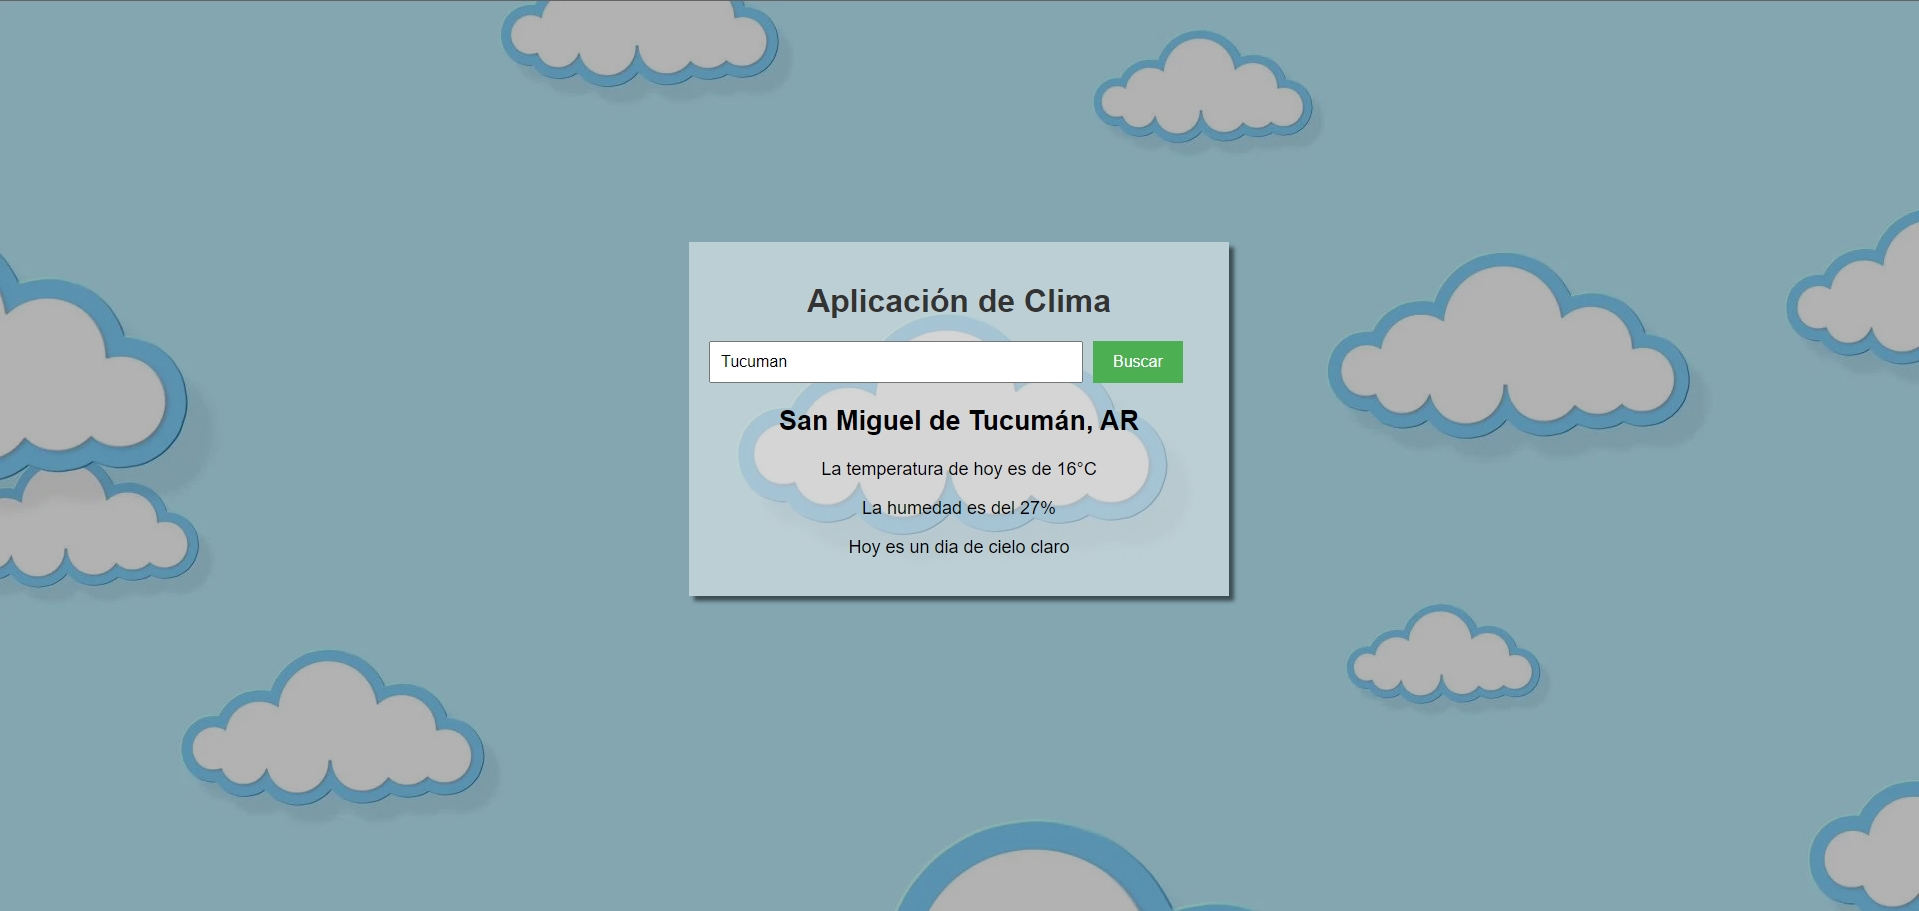 Aplicación de Clima
Tucuman Buscar
San Miguel de Tucumán, AR
La temperatura de hoy es de 16°C
La humedad es del 27%
Hoy es un dia de cielo claro